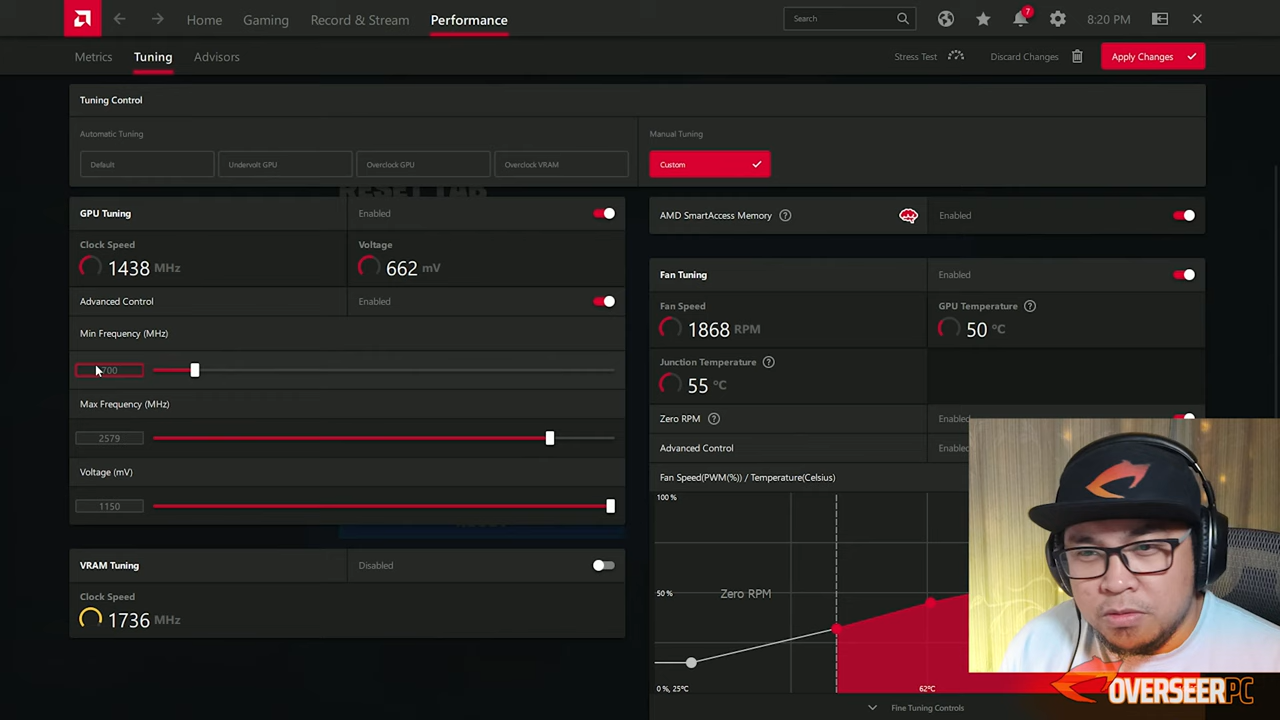 Home
Gaming
Record & Stream
Performance
Search
7
8:20 PM
Metrics
Tuning
Advisors
Stress Test
Discard Changes
Apply Changes
Tuning Control
Automatic Tuning
Manual Tuning
Default
Undervolt GPU
Overclock GPU
Overclock VRAM
Custom
GPU Tuning
Enabled
Clock Speed
1438 MHz
Voltage
662 mV
Advanced Control
Enabled
Min Frequency (MHz)
Max Frequency (MHz)
2579
Voltage (mV)
1150
VRAM Tuning
Disabled
Clock Speed
1736 MHz
AMD SmartAccess Memory ?
Enabled
Fan Tuning
Enabled
Fan Speed
1868 RPM
GPU Temperature ?
50 °C
Junction Temperature ?
55 °C
Zero RPM ?
Enabled
Advanced Control
Enabled
Fan Speed(PWM(%)) / Temperature(Celsius)
100 %
50 %
Zero RPM
0 %, 25°C
62°C
Fine Tuning Controls
OVERSEERPC